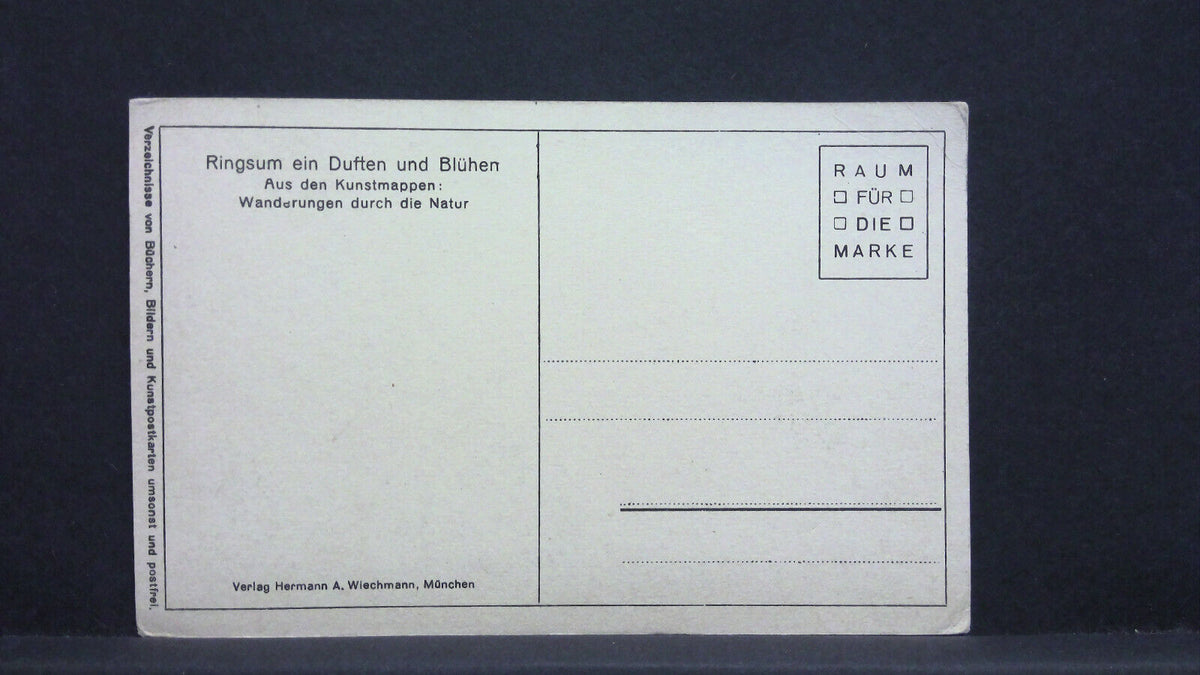 Verzeichnisse von Büchern, Bildern und Kunstpostkarten umsonst und postfrei.
Ringsum ein Duften und Blühen
Aus den Kunstmappen:
Wanderungen durch die Natur
Verlag Hermann A. Wiechmann, München
RAUM
FÜR
DIE
MARKE